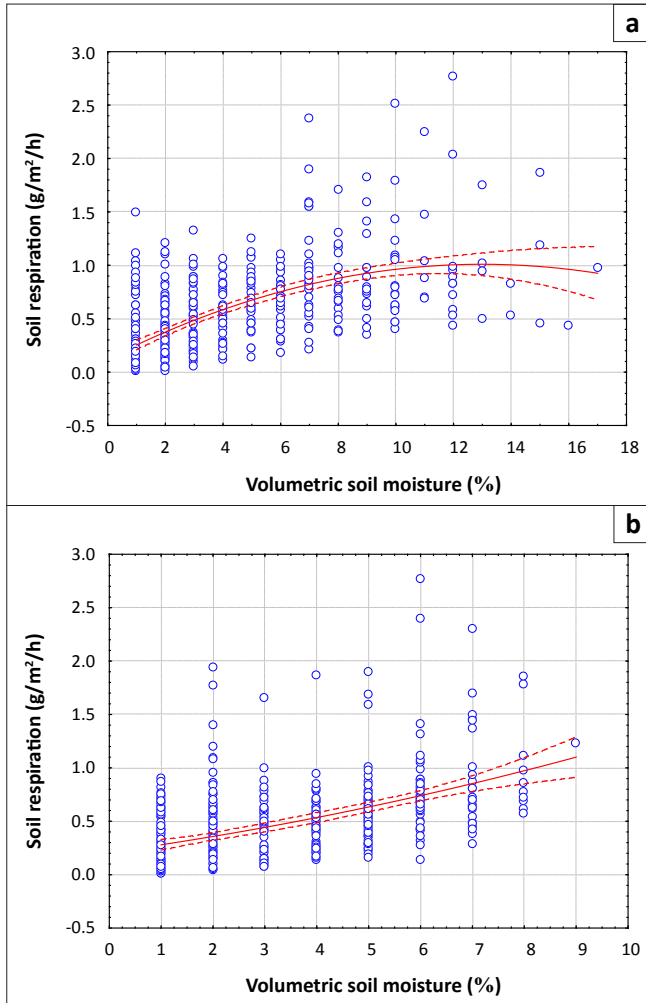 a
3.0
2.5
2.0
1.5
1.0
0.5
0.0
-0.5
Soil respiration (g/m²/h)
0 2 4 6 8 10 12 14 16 18
Volumetric soil moisture (%)
b
3.0
2.5
2.0
1.5
1.0
0.5
0.0
-0.5
Soil respiration (g/m²/h)
0 1 2 3 4 5 6 7 8 9 10
Volumetric soil moisture (%)